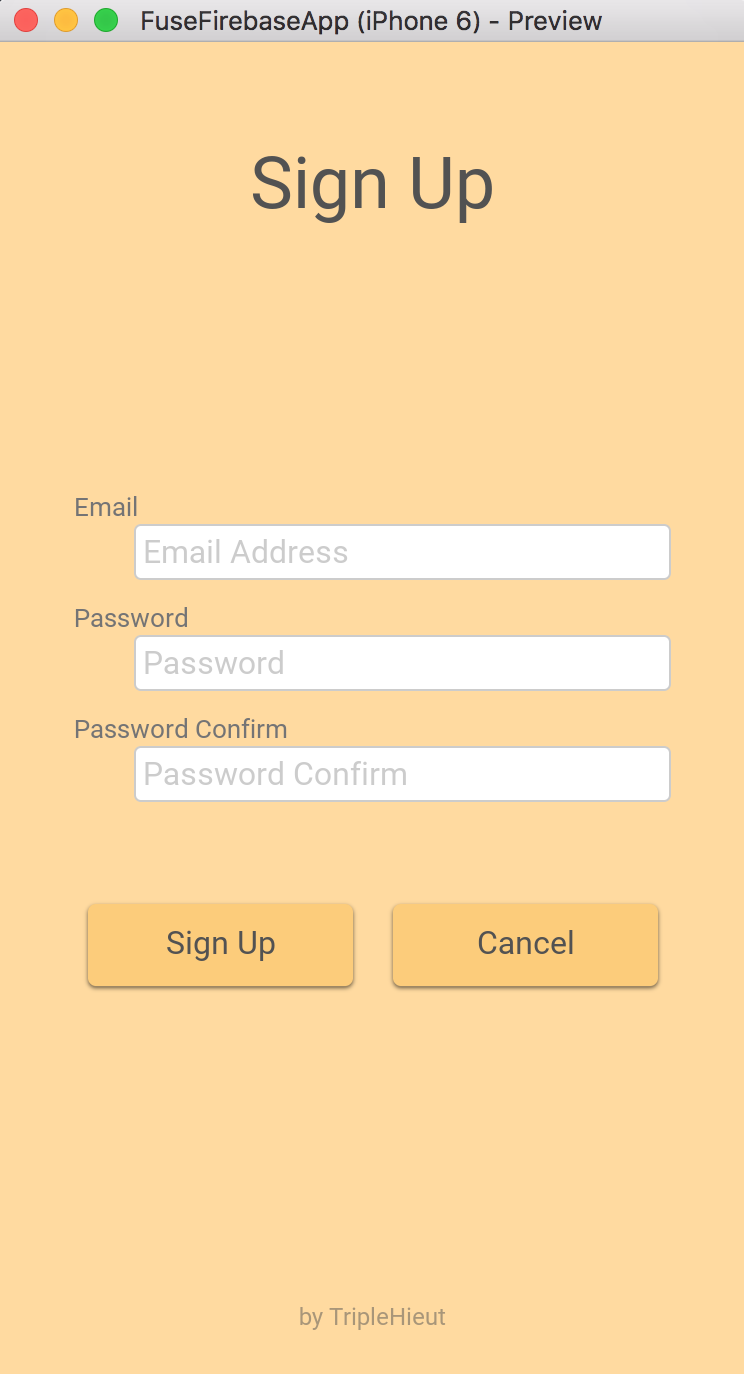 FuseFirebaseApp (iPhone 6) - Preview
Sign Up
Email
Email Address
Password
Password
Password Confirm
Password Confirm
Sign Up
Cancel
by TripleHieut